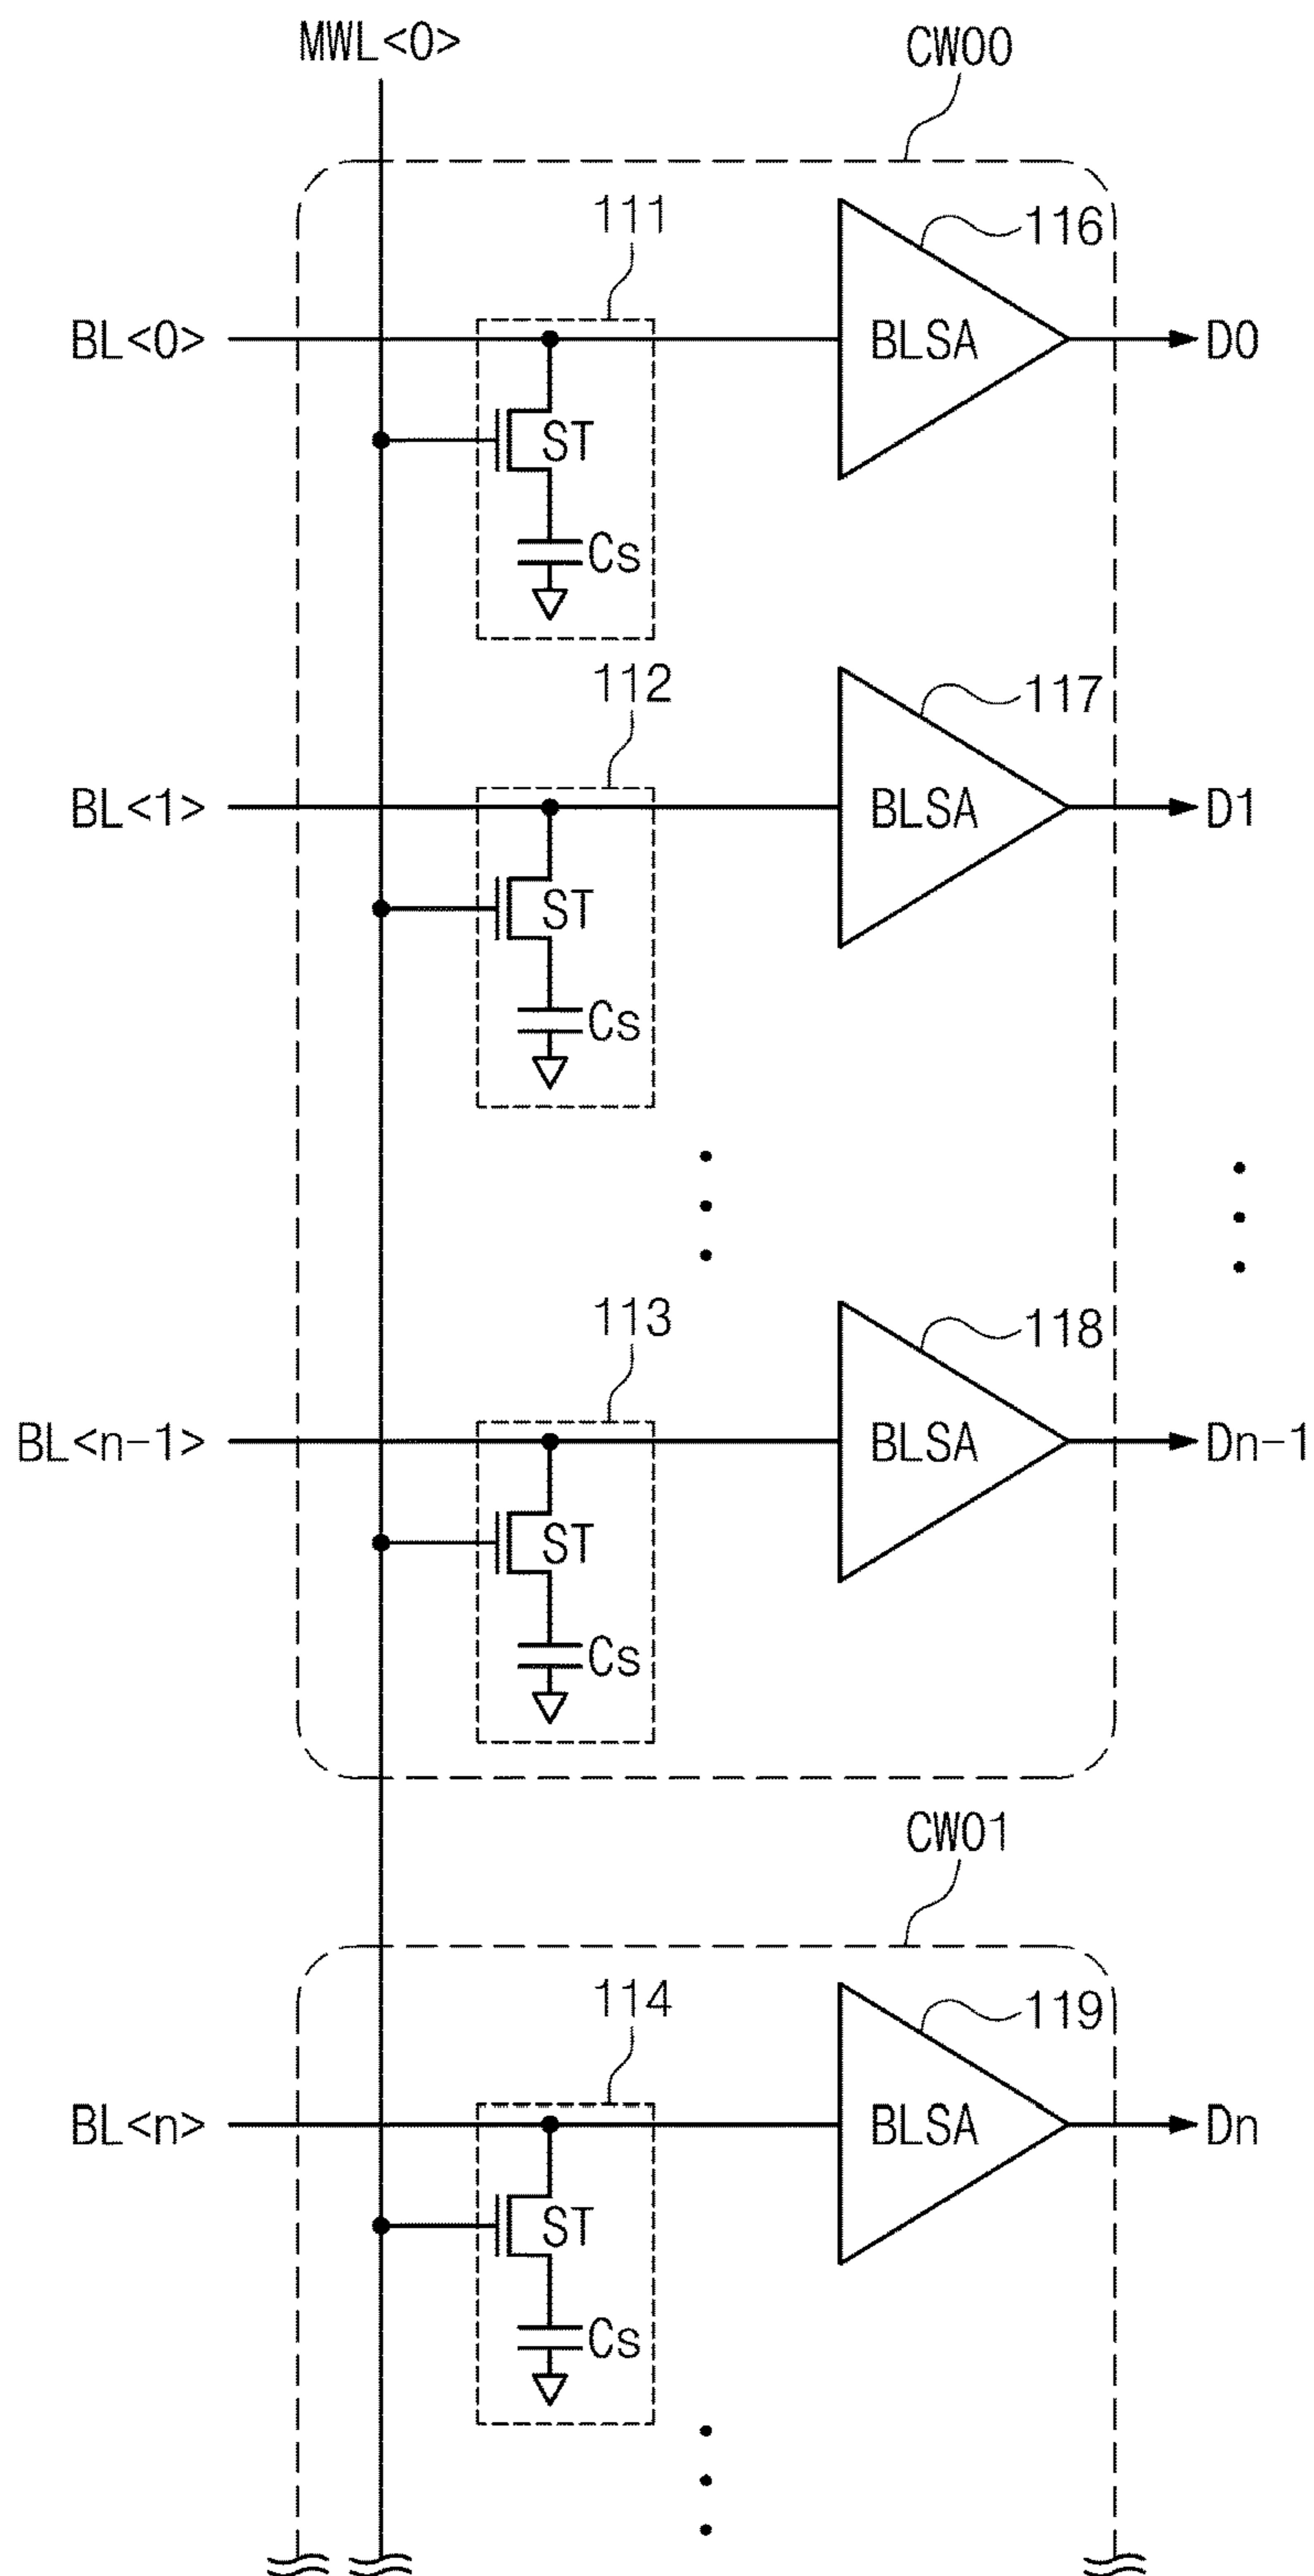 MWL<0>
CW00
111
116
BL<0>
BLSA
D0
ST
Cs
112
117
BL<1>
BLSA
D1
ST
Cs
113
118
BL<n-1>
BLSA
Dn-1
ST
Cs
CW01
114
119
BL<n>
BLSA
Dn
ST
Cs